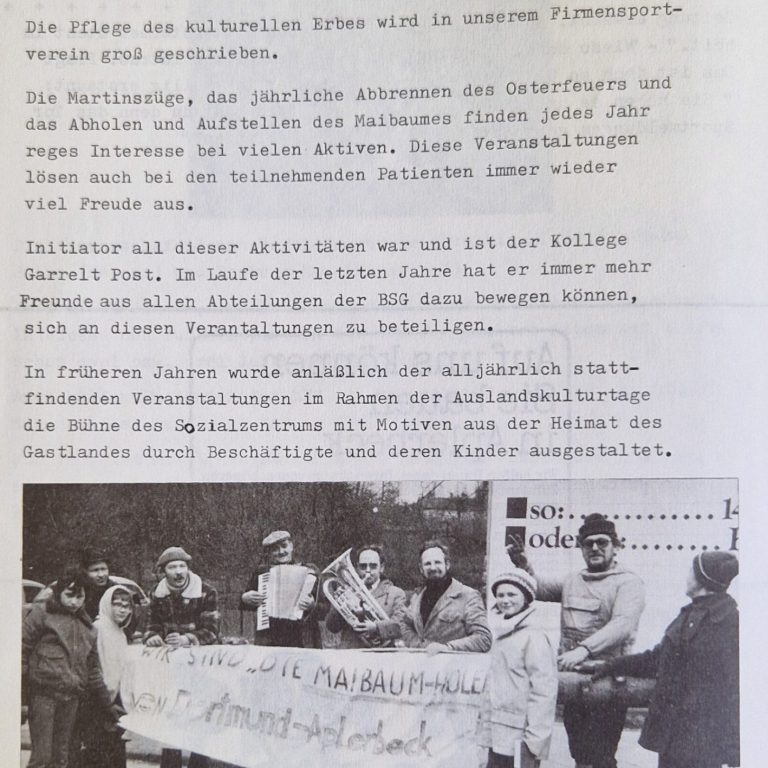 Die Pflege des kulturellen Erbes wird in unserem Firmensport-
verein groß geschrieben.
Die Martinszüge, das jährliche Abbrennen des Osterfeuers und
das Abholen und Aufstellen des Maibaumes finden jedes Jahr
reges Interesse bei vielen Aktiven. Diese Veranstaltungen
lösen auch bei den teilnehmenden Patienten immer wieder
viel Freude aus.
Initiator all dieser Aktivitäten war und ist der Kollege
Garrelt Post. Im Laufe der letzten Jahre hat er immer mehr
Freunde aus allen Abteilungen der BSG dazu bewegen können,
sich an diesen Verantaltungen zu beteiligen.
In früheren Jahren wurde anläßlich der alljährlich statt-
findenden Veranstaltungen im Rahmen der Auslandskulturtage
die Bühne des Sozialzentrums mit Motiven aus der Heimat des
Gastlandes durch Beschäftigte und deren Kinder ausgestaltet.
so:............. 14
oder:...........
WIR SIND „DIE MAIBAUM-HOLER
VON Dortmund-Aplerbeck